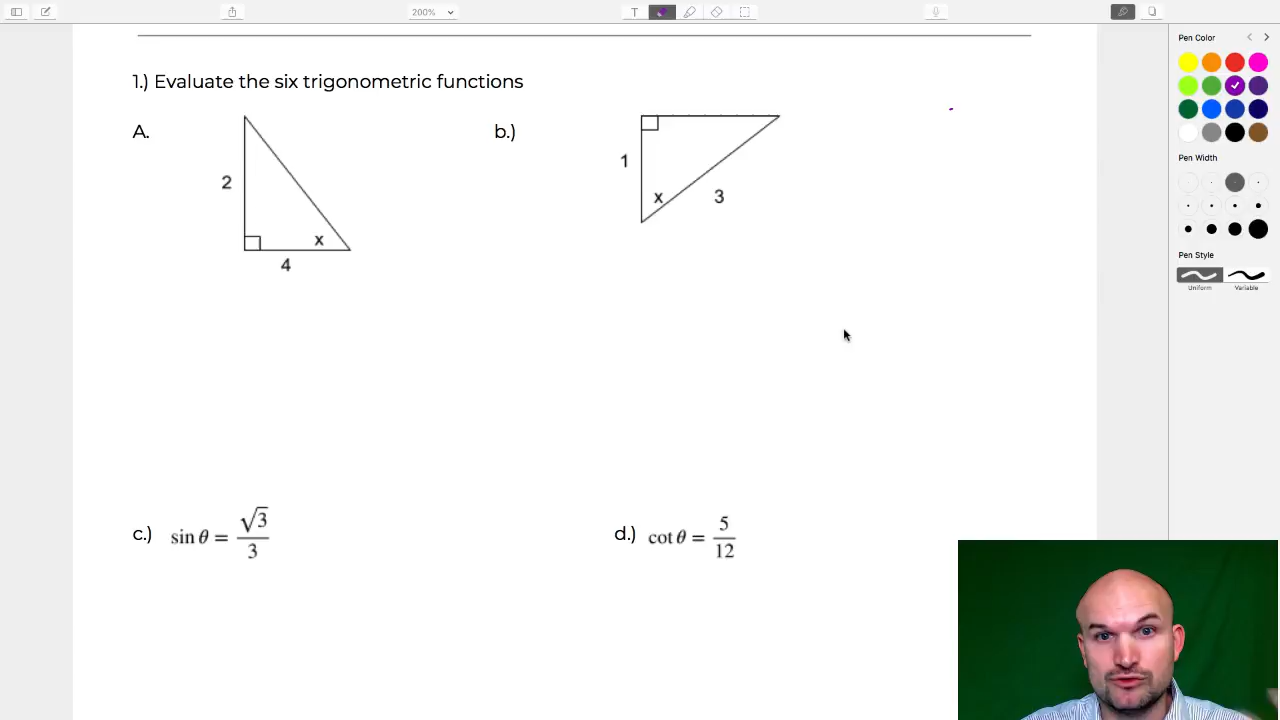 200%
T
Pen Color
1.) Evaluate the six trigonometric functions
A.
2
x
4
b.)
1
x
3
Pen Width
Pen Style
Uniform
Variable
c.) sin θ = √3/3
d.) cot θ = 5/12